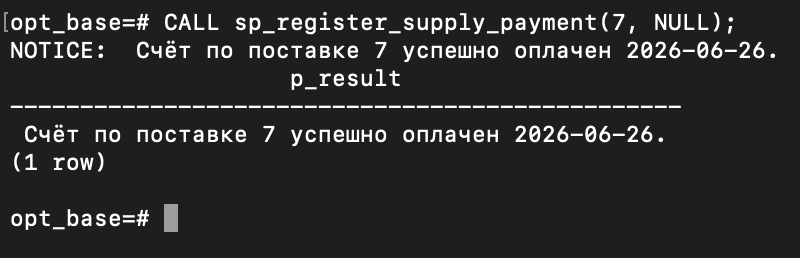 opt_base=# CALL sp_register_supply_payment(7, NULL);
NOTICE:  Счёт по поставке 7 успешно оплачен 2026-06-26.
                    p_result
------------------------------------------------
 Счёт по поставке 7 успешно оплачен 2026-06-26.
(1 row)
opt_base=#